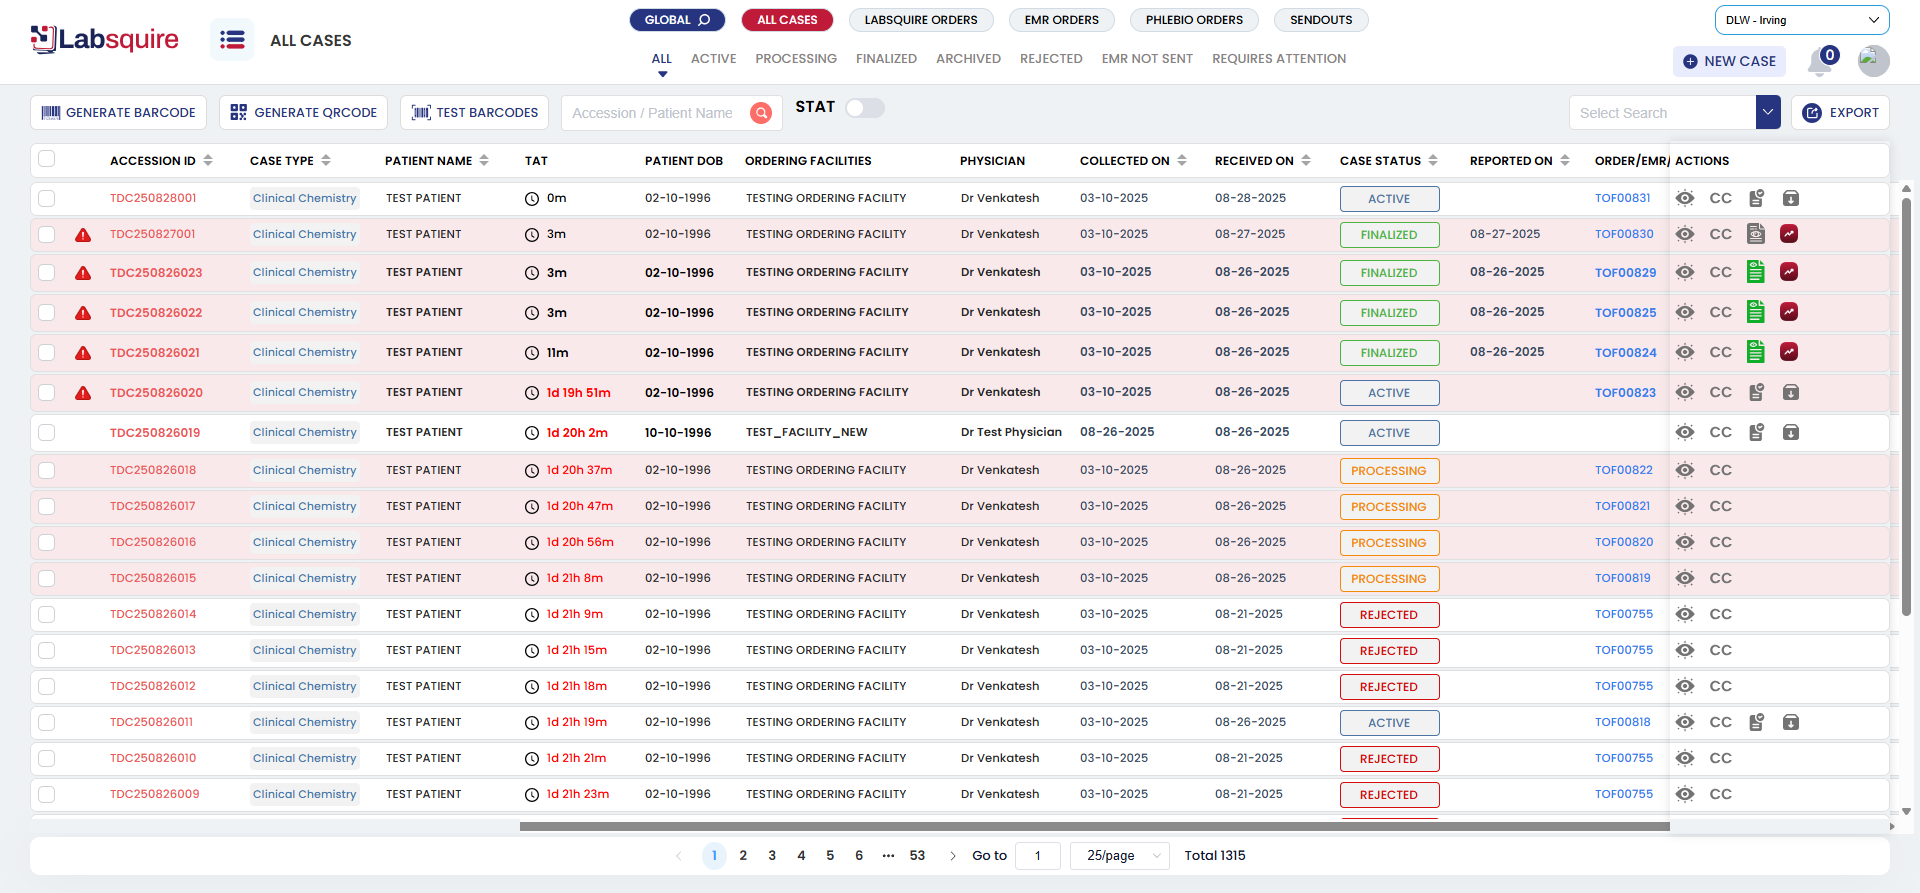 Labsquire
ALL CASES
GLOBAL
ALL CASES
LABSQUIRE ORDERS
EMR ORDERS
PHLEBIO ORDERS
SENDOUTS
DLW - Irving
ALL ACTIVE PROCESSING FINALIZED ARCHIVED REJECTED EMR NOT SENT REQUIRES ATTENTION
NEW CASE
0
GENERATE BARCODE
GENERATE QRCODE
TEST BARCODES
Accession / Patient Name
STAT
Select Search
EXPORT
ACCESSION ID CASE TYPE PATIENT NAME TAT PATIENT DOB ORDERING FACILITIES PHYSICIAN COLLECTED ON RECEIVED ON CASE STATUS REPORTED ON ORDER/EMR/ ACTIONS
TDC250828001 Clinical Chemistry TEST PATIENT 0m 02-10-1996 TESTING ORDERING FACILITY Dr Venkatesh 03-10-2025 08-28-2025 ACTIVE TOF00831 CC
TDC250827001 Clinical Chemistry TEST PATIENT 3m 02-10-1996 TESTING ORDERING FACILITY Dr Venkatesh 03-10-2025 08-27-2025 FINALIZED 08-27-2025 TOF00830 CC
TDC250826023 Clinical Chemistry TEST PATIENT 3m 02-10-1996 TESTING ORDERING FACILITY Dr Venkatesh 03-10-2025 08-26-2025 FINALIZED 08-26-2025 TOF00829 CC
TDC250826022 Clinical Chemistry TEST PATIENT 3m 02-10-1996 TESTING ORDERING FACILITY Dr Venkatesh 03-10-2025 08-26-2025 FINALIZED 08-26-2025 TOF00825 CC
TDC250826021 Clinical Chemistry TEST PATIENT 11m 02-10-1996 TESTING ORDERING FACILITY Dr Venkatesh 03-10-2025 08-26-2025 FINALIZED 08-26-2025 TOF00824 CC
TDC250826020 Clinical Chemistry TEST PATIENT 1d 19h 51m 02-10-1996 TESTING ORDERING FACILITY Dr Venkatesh 03-10-2025 08-26-2025 ACTIVE TOF00823 CC
TDC250826019 Clinical Chemistry TEST PATIENT 1d 20h 2m 10-10-1996 TEST_FACILITY_NEW Dr Test Physician 08-26-2025 08-26-2025 ACTIVE CC
TDC250826018 Clinical Chemistry TEST PATIENT 1d 20h 37m 02-10-1996 TESTING ORDERING FACILITY Dr Venkatesh 03-10-2025 08-26-2025 PROCESSING TOF00822 CC
TDC250826017 Clinical Chemistry TEST PATIENT 1d 20h 47m 02-10-1996 TESTING ORDERING FACILITY Dr Venkatesh 03-10-2025 08-26-2025 PROCESSING TOF00821 CC
TDC250826016 Clinical Chemistry TEST PATIENT 1d 20h 56m 02-10-1996 TESTING ORDERING FACILITY Dr Venkatesh 03-10-2025 08-26-2025 PROCESSING TOF00820 CC
TDC250826015 Clinical Chemistry TEST PATIENT 1d 21h 8m 02-10-1996 TESTING ORDERING FACILITY Dr Venkatesh 03-10-2025 08-26-2025 PROCESSING TOF00819 CC
TDC250826014 Clinical Chemistry TEST PATIENT 1d 21h 9m 02-10-1996 TESTING ORDERING FACILITY Dr Venkatesh 03-10-2025 08-21-2025 REJECTED TOF00755 CC
TDC250826013 Clinical Chemistry TEST PATIENT 1d 21h 15m 02-10-1996 TESTING ORDERING FACILITY Dr Venkatesh 03-10-2025 08-21-2025 REJECTED TOF00755 CC
TDC250826012 Clinical Chemistry TEST PATIENT 1d 21h 18m 02-10-1996 TESTING ORDERING FACILITY Dr Venkatesh 03-10-2025 08-21-2025 REJECTED TOF00755 CC
TDC250826011 Clinical Chemistry TEST PATIENT 1d 21h 19m 02-10-1996 TESTING ORDERING FACILITY Dr Venkatesh 03-10-2025 08-26-2025 ACTIVE TOF00818 CC
TDC250826010 Clinical Chemistry TEST PATIENT 1d 21h 21m 02-10-1996 TESTING ORDERING FACILITY Dr Venkatesh 03-10-2025 08-21-2025 REJECTED TOF00755 CC
TDC250826009 Clinical Chemistry TEST PATIENT 1d 21h 23m 02-10-1996 TESTING ORDERING FACILITY Dr Venkatesh 03-10-2025 08-21-2025 REJECTED TOF00755 CC
1 2 3 4 5 6 ••• 53 Go to 1 25/page Total 1315